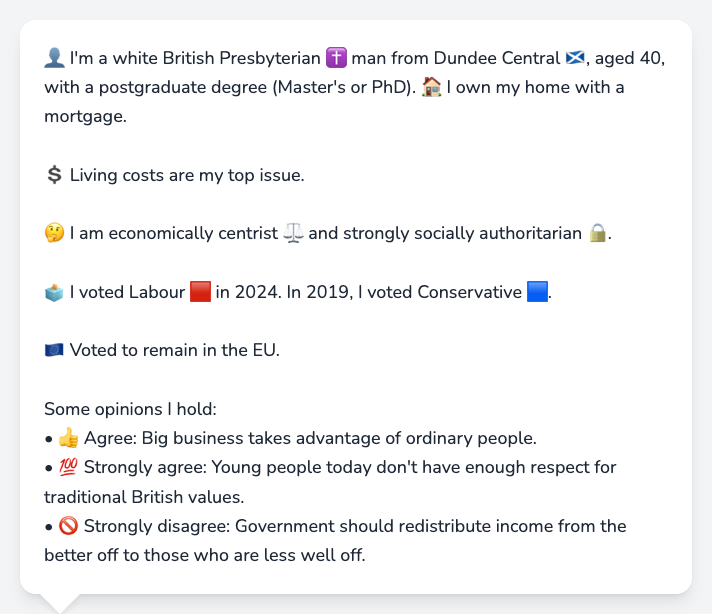 👤 I'm a white British Presbyterian ✝️ man from Dundee Central 🏴󠁧󠁢󠁳󠁣󠁴󠁿, aged 40,
with a postgraduate degree (Master's or PhD). 🏠 I own my home with a
mortgage.
💲 Living costs are my top issue.
🤔 I am economically centrist ⚖️ and strongly socially authoritarian 🔒.
🗳️ I voted Labour 🟥 in 2024. In 2019, I voted Conservative 🟦.
🇪🇺 Voted to remain in the EU.
Some opinions I hold:
• 👍 Agree: Big business takes advantage of ordinary people.
• 💯 Strongly agree: Young people today don't have enough respect for
traditional British values.
• 🚫 Strongly disagree: Government should redistribute income from the
better off to those who are less well off.